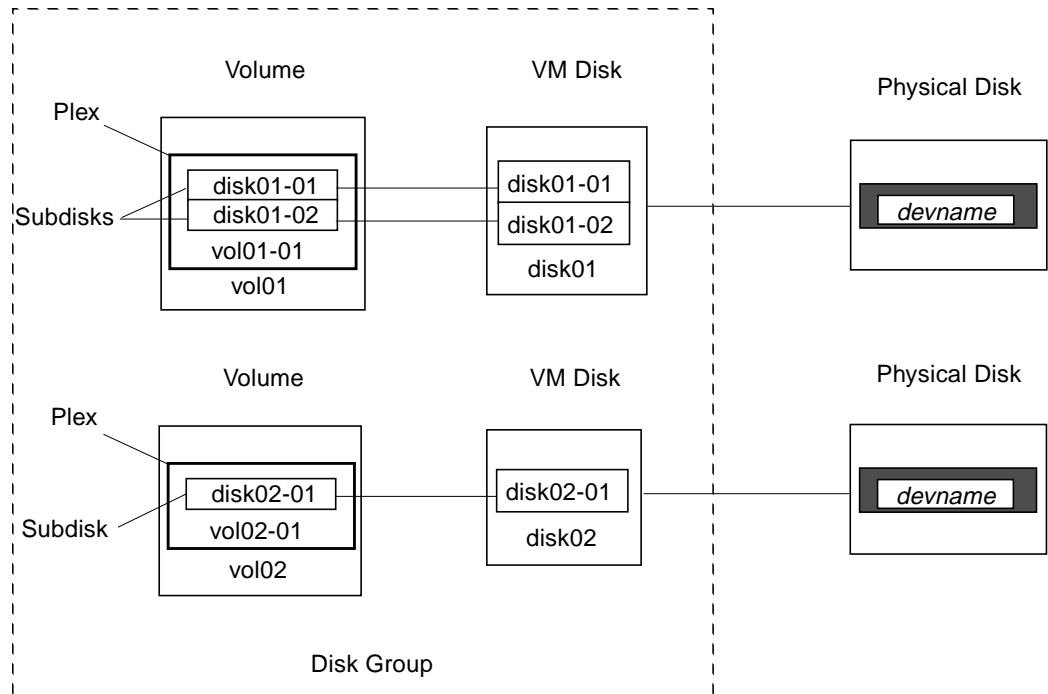 Volume
VM Disk
Physical Disk
Plex
disk01-01
disk01-01
devname
Subdisks
disk01-02
disk01-02
vol01-01
disk01
vol01
Volume
VM Disk
Physical Disk
Plex
disk02-01
disk02-01
devname
Subdisk
vol02-01
disk02
vol02
Disk Group